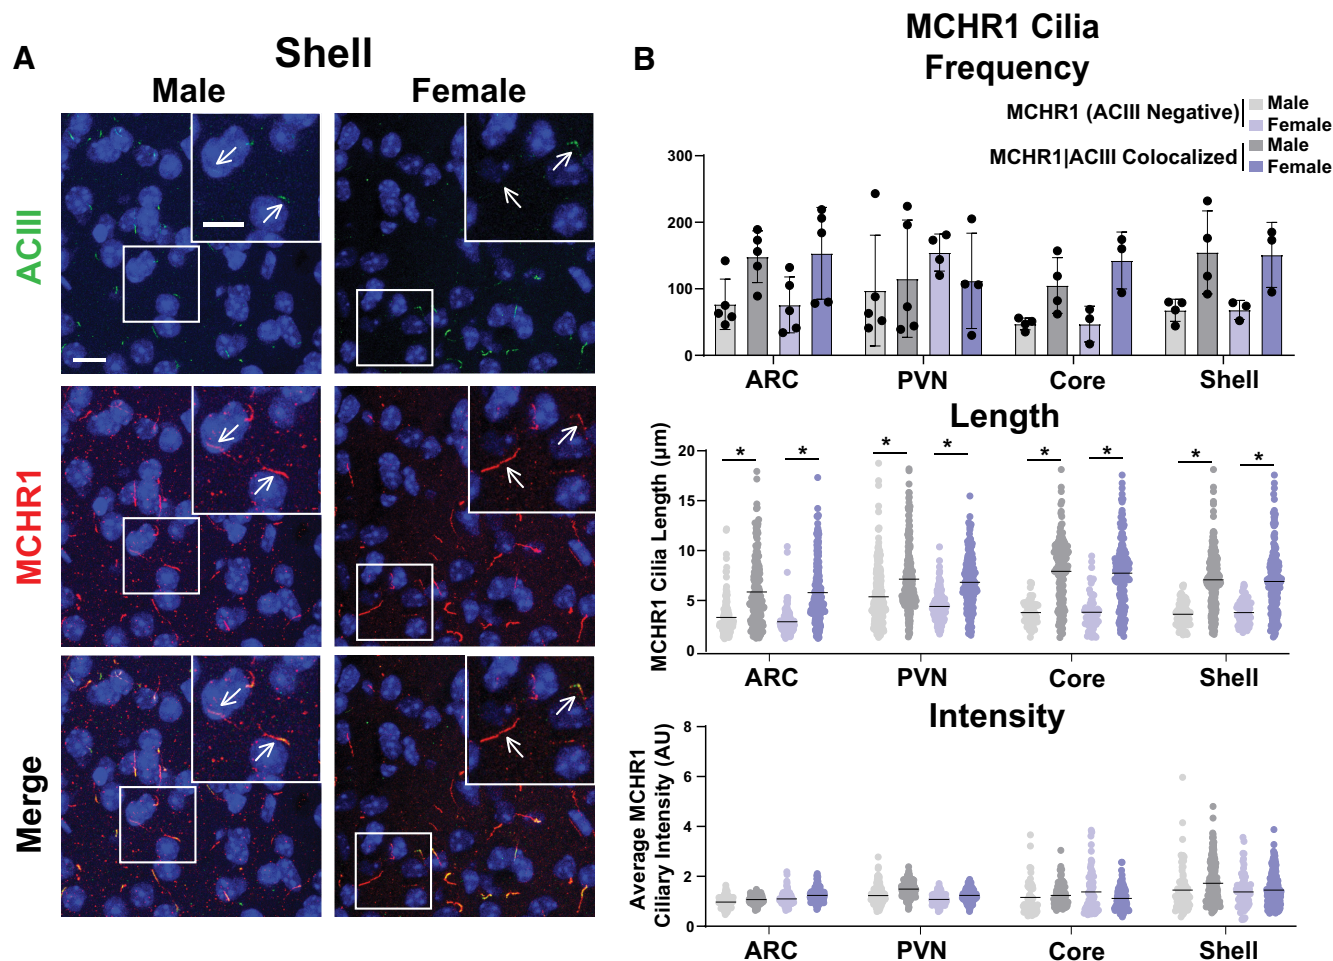 A
Shell
Male
Female
ACIII
MCHR1
Merge
B
MCHR1 Cilia
Frequency
MCHR1 (ACIII Negative)
Male
Female
MCHR1|ACIII Colocalized
Male
Female
300
200
100
0
ARC
PVN
Core
Shell
Length
MCHR1 Cilia Length (μm)
20
15
10
5
0
* * * * * * * *
ARC
PVN
Core
Shell
Intensity
Average MCHR1
Ciliary Intensity (AU)
8
6
4
2
0
ARC
PVN
Core
Shell